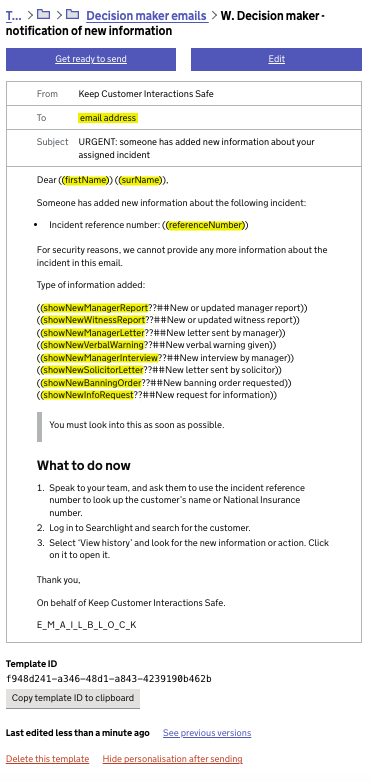 T... > > Decision maker emails > W. Decision maker -
notification of new information
Get ready to send
Edit
From Keep Customer Interactions Safe
To email address
Subject URGENT: someone has added new information about your
assigned incident
Dear ((firstName)) ((surName)),
Someone has added new information about the following incident:
• Incident reference number: ((referenceNumber))
For security reasons, we cannot provide any more information about the
incident in this email.
Type of information added:
((showNewManagerReport??##New or updated manager report))
((showNewWitnessReport??##New or updated witness report))
((showNewManagerLetter??##New letter sent by manager))
((showNewVerbalWarning??##New verbal warning given))
((showNewManagerInterview??##New interview by manager))
((showNewSolicitorLetter??##New letter sent by solicitor))
((showNewBanningOrder??##New banning order requested))
((showNewInfoRequest??##New request for information))
You must look into this as soon as possible.
What to do now
1. Speak to your team, and ask them to use the incident reference
number to look up the customer's name or National Insurance
number.
2. Log in to Searchlight and search for the customer.
3. Select 'View history' and look for the new information or action. Click
on it to open it.
Thank you,
On behalf of Keep Customer Interactions Safe.
E_M_A_I_L_B_L_O_C_K
Template ID
f948d241-a346-48d1-a843-4239190b462b
Copy template ID to clipboard
Last edited less than a minute ago See previous versions
Delete this template Hide personalisation after sending